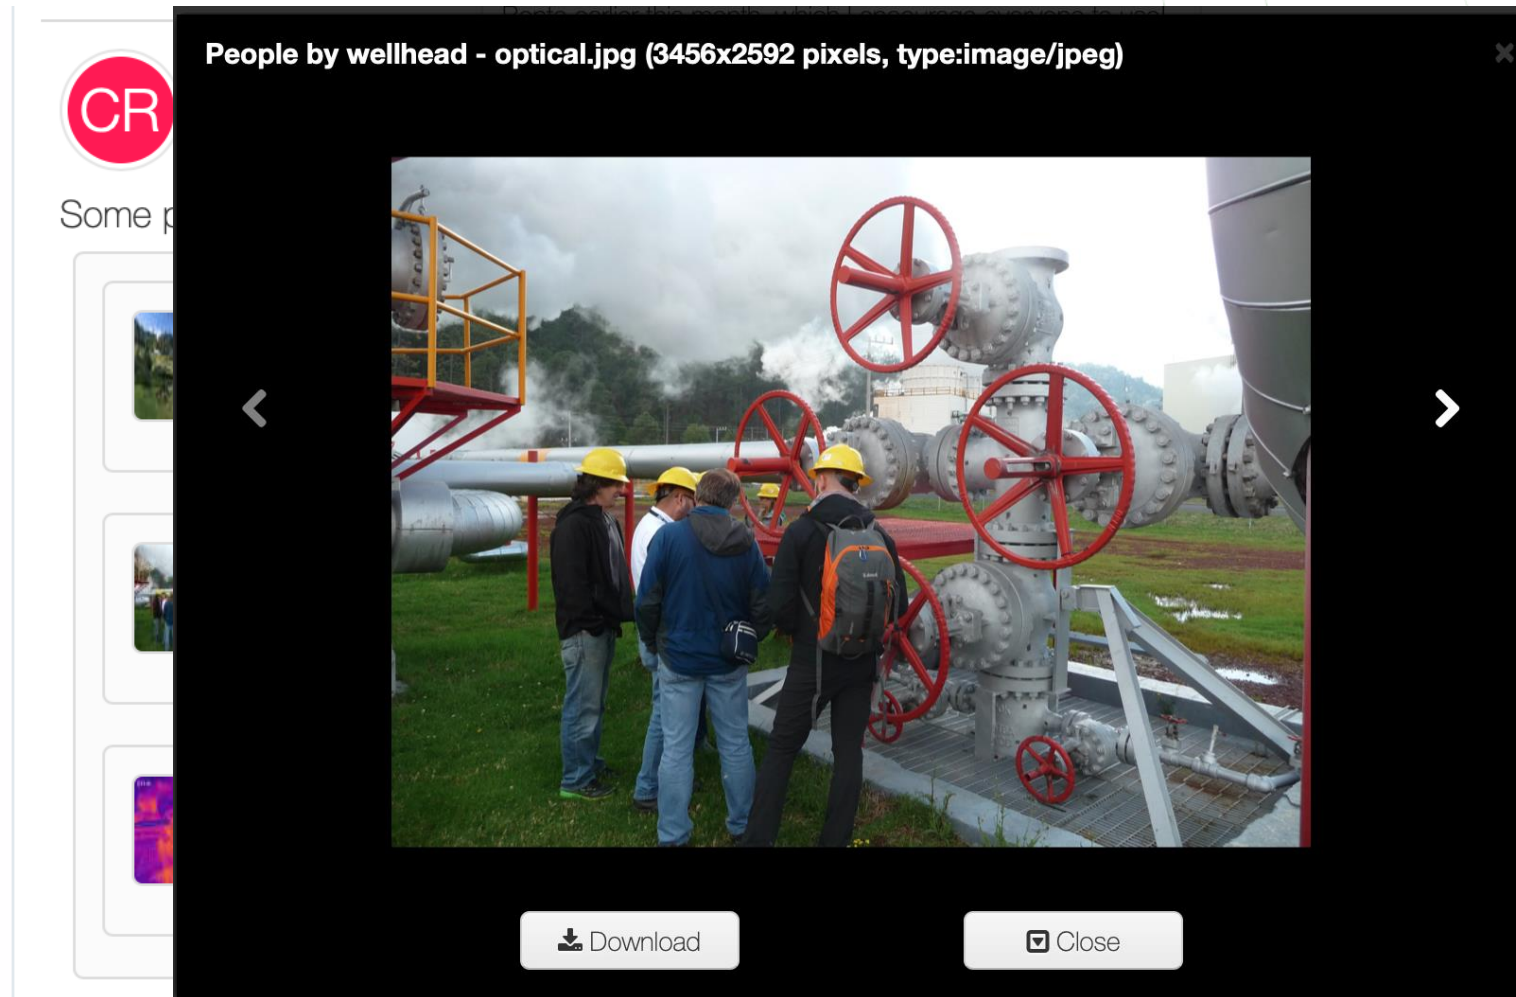 People by wellhead - optical.jpg (3456x2592 pixels, type:image/jpeg)
CR
Some p
Download
Close